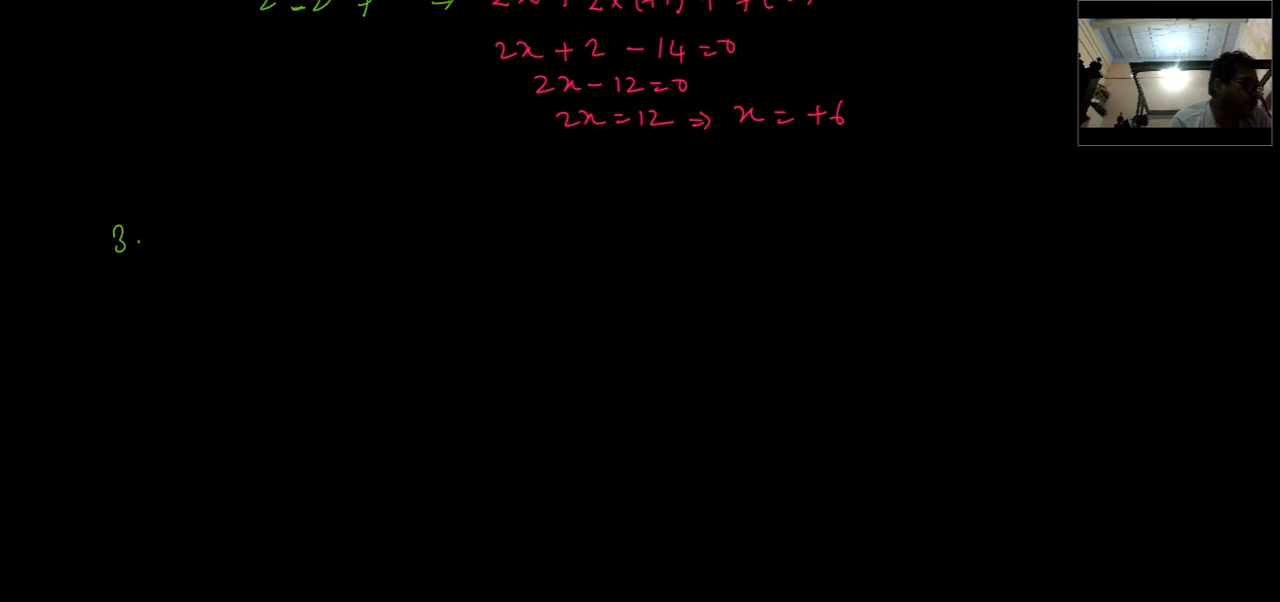 2x + 2 - 14 = 0
2x - 12 = 0
2x = 12 ⇒ x = +6
3.